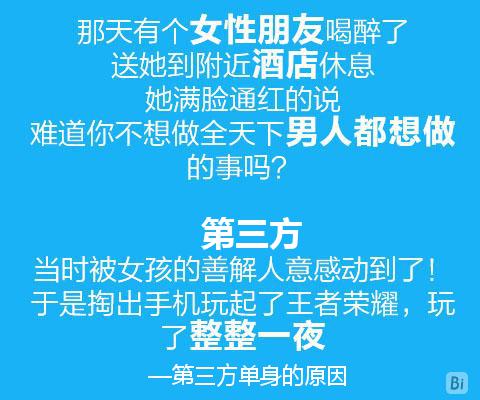 那天有个女性朋友喝醉了
送她到附近酒店休息
她满脸通红的说
难道你不想做全天下男人都想做
的事吗?
第三方
当时被女孩的善解人意感动到了!
于是掏出手机玩起了王者荣耀，玩
了整整一夜
—第三方单身的原因
Bi